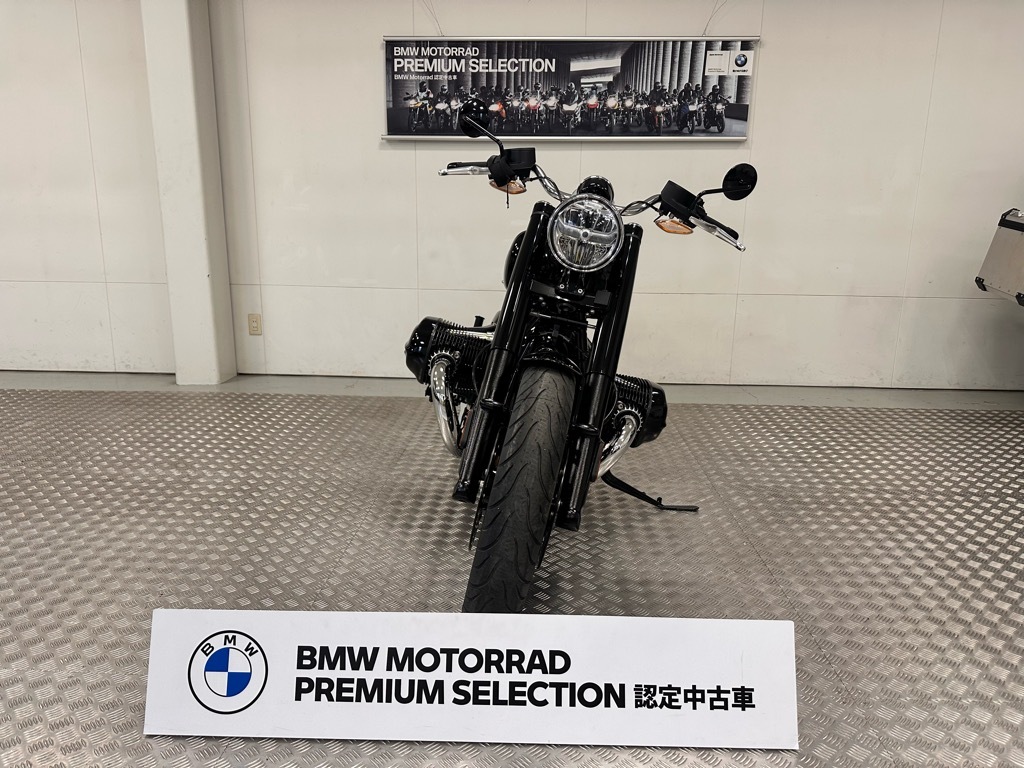 BMW MOTORRAD
PREMIUM SELECTION
BMW Motorrad 認定中古車
BMW
BMW MOTORRAD
PREMIUM SELECTION 認定中古車